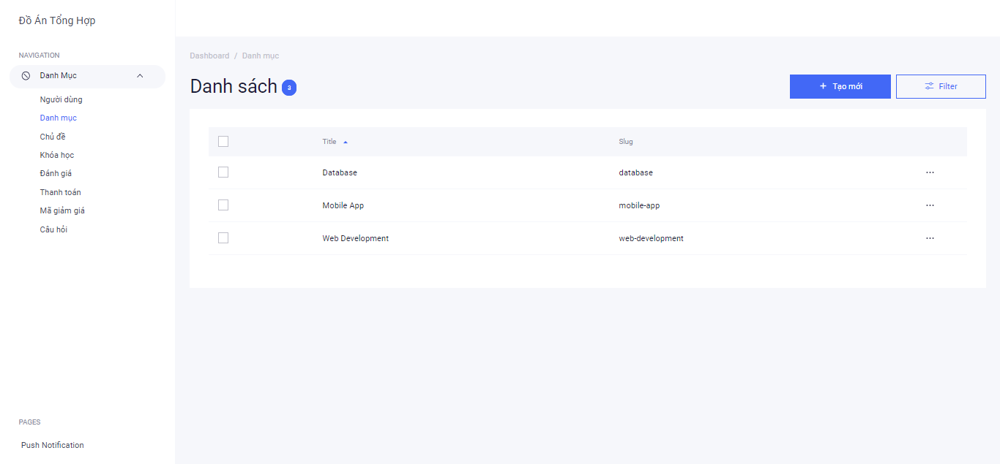 Đồ Án Tổng Hợp
NAVIGATION
Danh Mục
Người dùng
Danh mục
Chủ đề
Khóa học
Đánh giá
Thanh toán
Mã giảm giá
Câu hỏi
PAGES
Push Notification
Dashboard / Danh mục
Danh sách 3
+ Tạo mới
Filter
Title Slug
Database database
Mobile App mobile-app
Web Development web-development